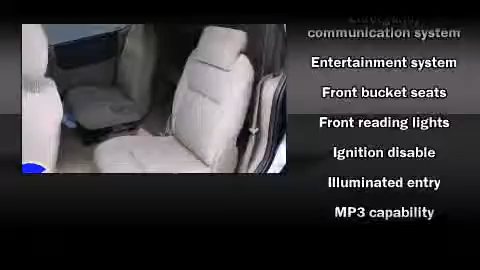 communication system
Entertainment system
Front bucket seats
Front reading lights
Ignition disable
Illuminated entry
MP3 capability